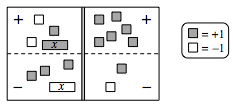 + +
= +1
x
= −1
x
− −